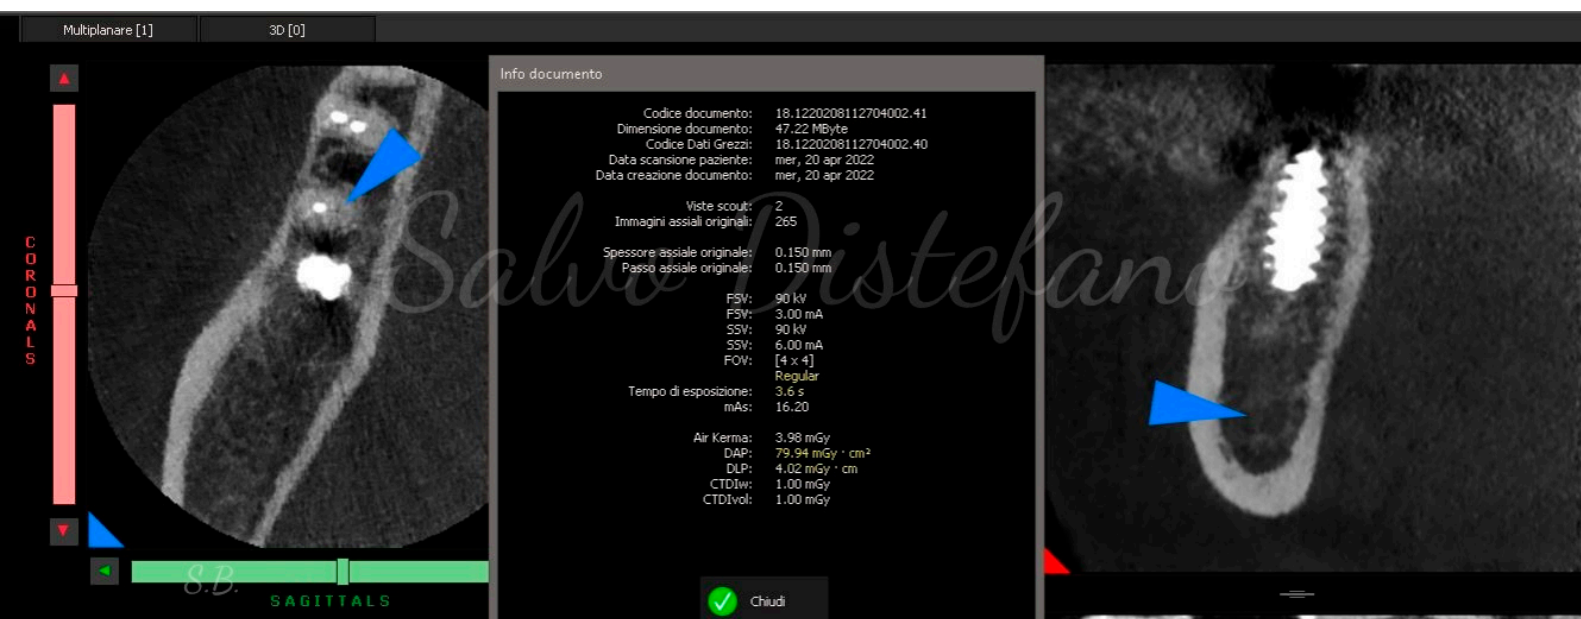 Multiplanare [1]
3D [0]
CORONALS
SAGITTALS
S.B.
Info documento
Codice documento: 18.1220208112704002.41
Dimensione documento: 47.22 MByte
Codice Dati Grezzi: 18.1220208112704002.40
Data scansione paziente: mer, 20 apr 2022
Data creazione documento: mer, 20 apr 2022
Viste scout: 2
Immagini assiali originali: 265
Spessore assiale originale: 0.150 mm
Passo assiale originale: 0.150 mm
FSV: 90 kV
FSV: 3.00 mA
SSV: 90 kV
SSV: 6.00 mA
FOV: [4 x 4]
Regular
Tempo di esposizione: 3.6 s
mAs: 16.20
Air Kerma: 3.98 mGy
DAP: 79.94 mGy · cm²
DLP: 4.02 mGy · cm
CTDIw: 1.00 mGy
CTDIvol: 1.00 mGy
Chiudi
Salvo Distefano